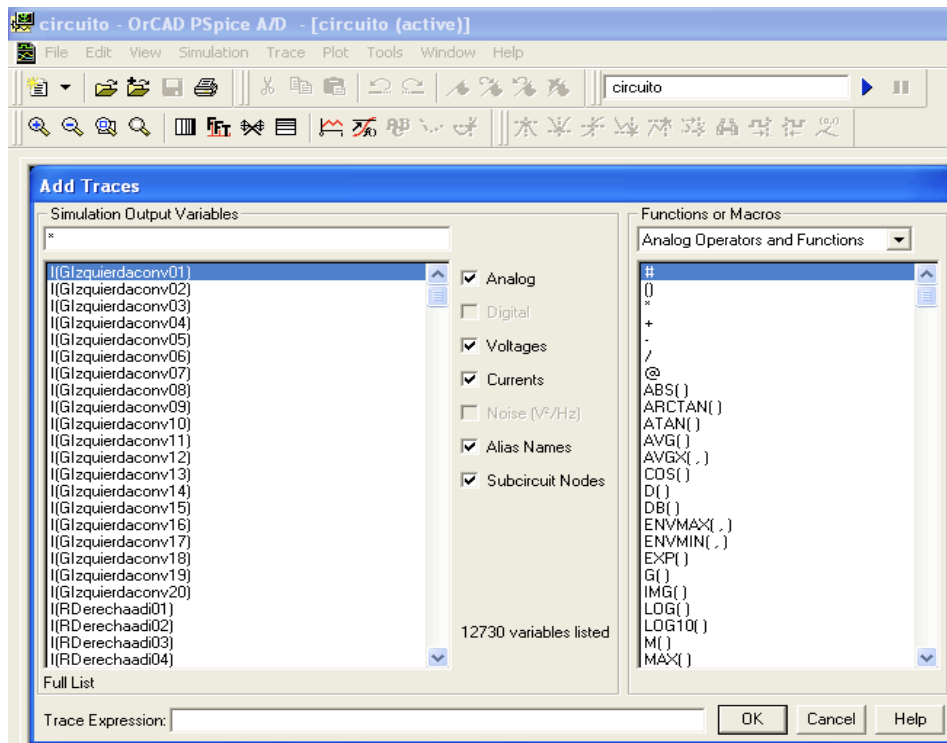 circuito - OrCAD PSpice A/D - [circuito (active)]
File Edit View Simulation Trace Plot Tools Window Help
circuito
FFT
Add Traces
Simulation Output Variables
*
I(GIzquierdaconv01)
I(GIzquierdaconv02)
I(GIzquierdaconv03)
I(GIzquierdaconv04)
I(GIzquierdaconv05)
I(GIzquierdaconv06)
I(GIzquierdaconv07)
I(GIzquierdaconv08)
I(GIzquierdaconv09)
I(GIzquierdaconv10)
I(GIzquierdaconv11)
I(GIzquierdaconv12)
I(GIzquierdaconv13)
I(GIzquierdaconv14)
I(GIzquierdaconv15)
I(GIzquierdaconv16)
I(GIzquierdaconv17)
I(GIzquierdaconv18)
I(GIzquierdaconv19)
I(GIzquierdaconv20)
I(RDerechaadi01)
I(RDerechaadi02)
I(RDerechaadi03)
I(RDerechaadi04)
Full List
Analog
Digital
Voltages
Currents
Noise (V²/Hz)
Alias Names
Subcircuit Nodes
12730 variables listed
Functions or Macros
Analog Operators and Functions
#
()
*
+
-
/
@
ABS( )
ARCTAN( )
ATAN( )
AVG( )
AVGX( , )
COS( )
D( )
DB( )
ENVMAX( , )
ENVMIN( , )
EXP( )
G( )
IMG( )
LOG( )
LOG10( )
M( )
MAX( )
Trace Expression:
OK Cancel Help